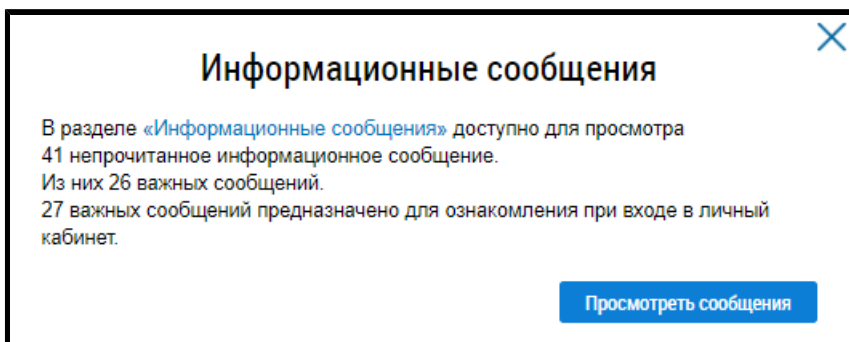 Информационные сообщения
В разделе «Информационные сообщения» доступно для просмотра
41 непрочитанное информационное сообщение.
Из них 26 важных сообщений.
27 важных сообщений предназначено для ознакомления при входе в личный
кабинет.
Просмотреть сообщения